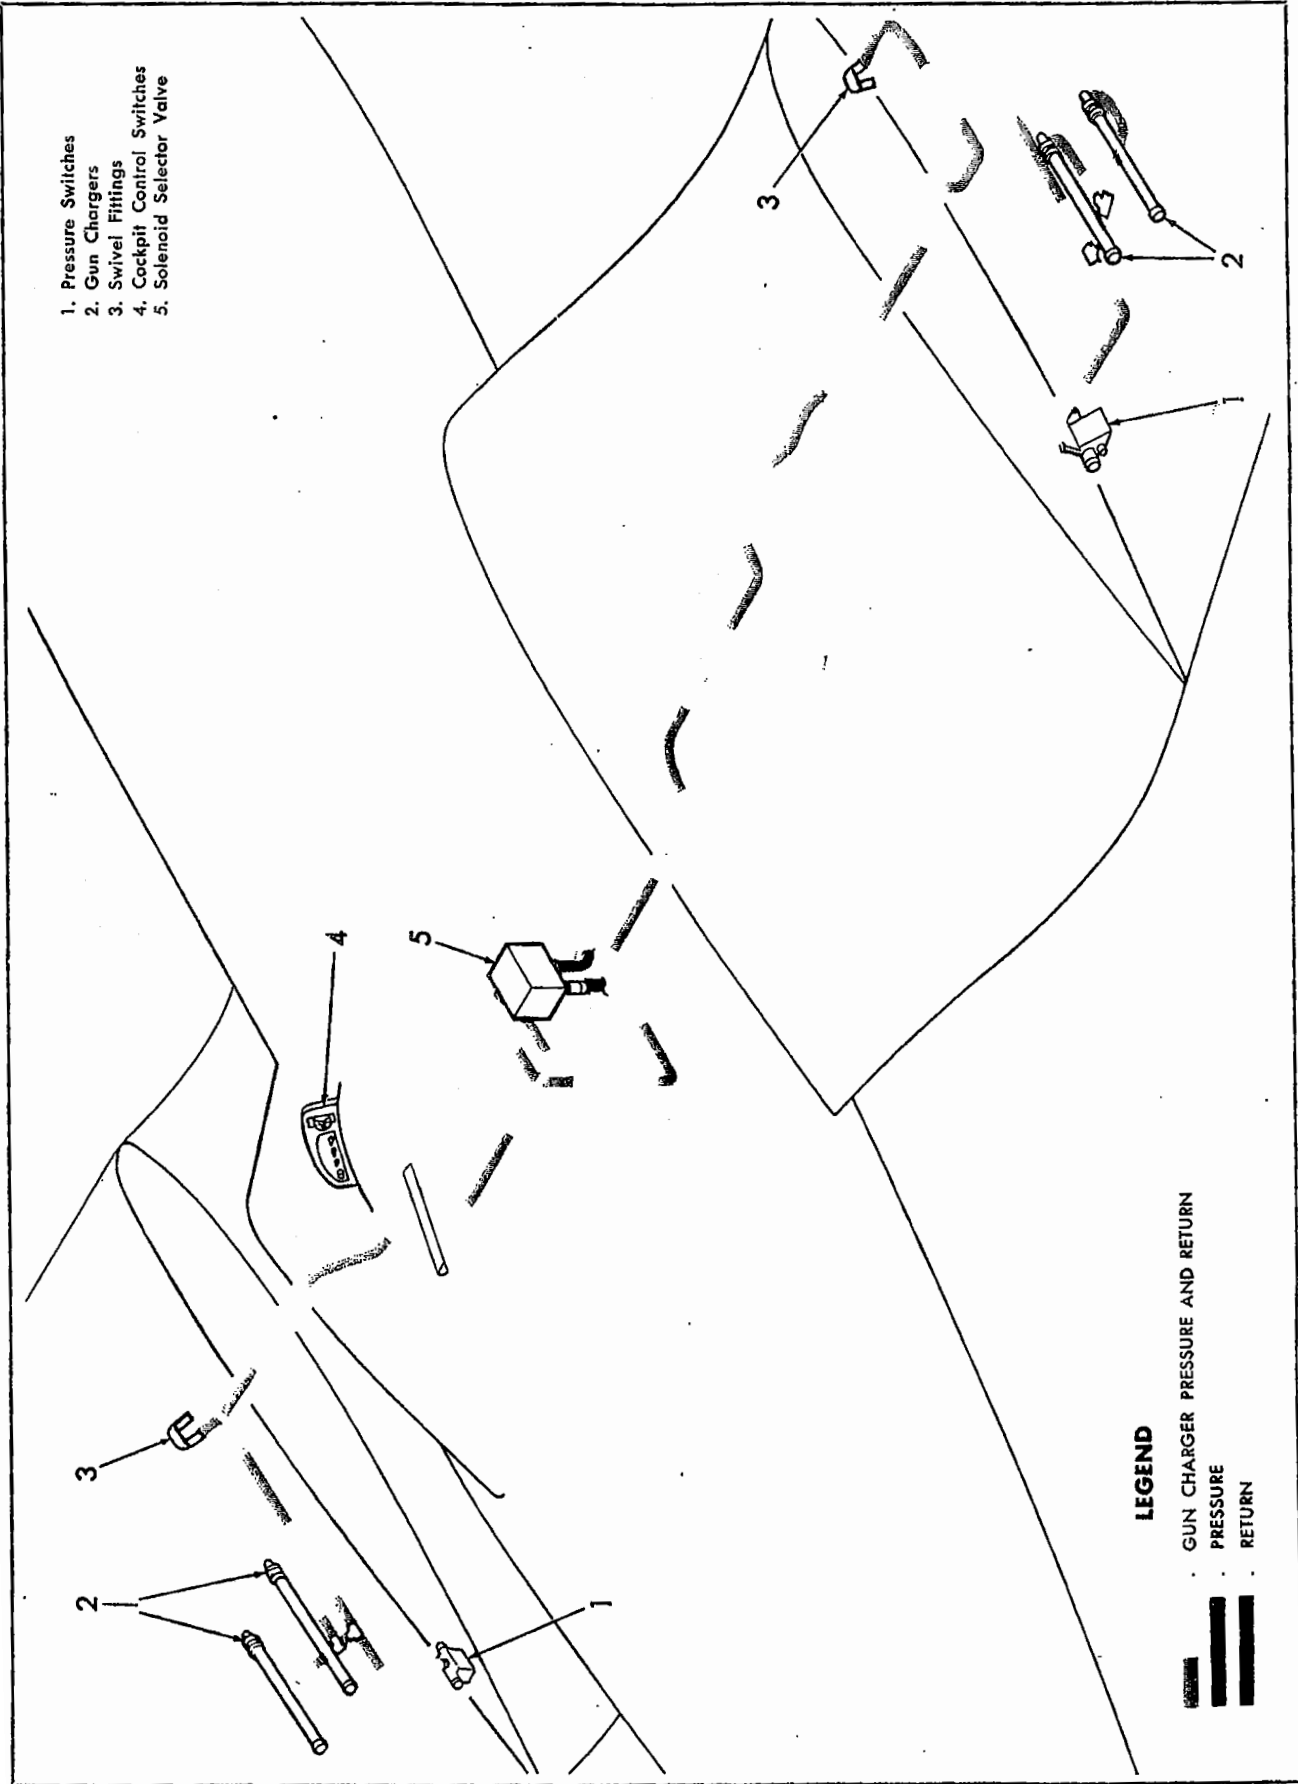 1. Pressure Switches
2. Gun Chargers
3. Swivel Fittings
4. Cockpit Control Switches
5. Solenoid Selector Valve
3
2
1
4
5
3
2
1
LEGEND
GUN CHARGER PRESSURE AND RETURN
PRESSURE
RETURN